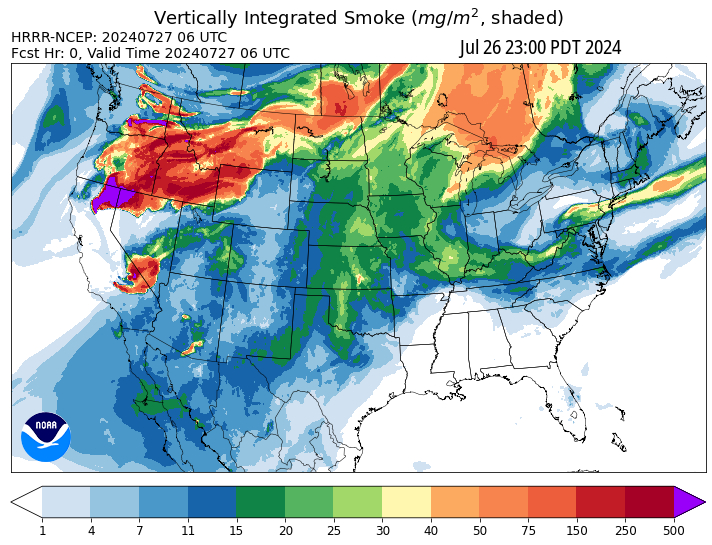 Vertically Integrated Smoke (mg/m², shaded)
HRRR-NCEP: 20240727 06 UTC
Fcst Hr: 0, Valid Time 20240727 06 UTC
Jul 26 23:00 PDT 2024
NOAA
1 4 7 11 15 20 25 30 40 50 75 150 250 500